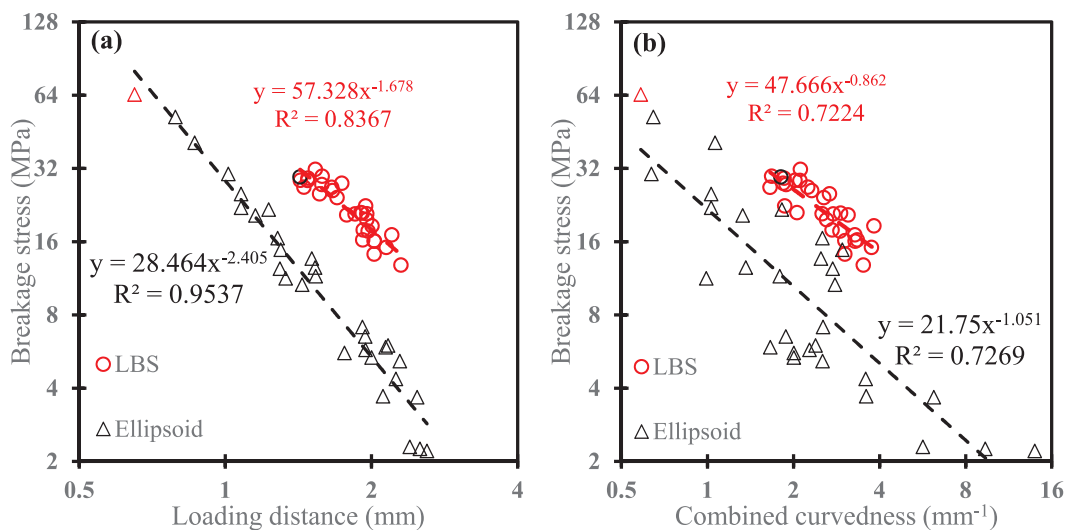 (a)
Breakage stress (MPa)
128
64
32
16
8
4
2
y = 57.328x^-1.678
R² = 0.8367
y = 28.464x^-2.405
R² = 0.9537
LBS
Ellipsoid
0.5
1
2
4
Loading distance (mm)
(b)
Breakage stress (MPa)
128
64
32
16
8
4
2
y = 47.666x^-0.862
R² = 0.7224
y = 21.75x^-1.051
R² = 0.7269
LBS
Ellipsoid
0.5
1
2
4
8
16
Combined curvedness (mm⁻¹)